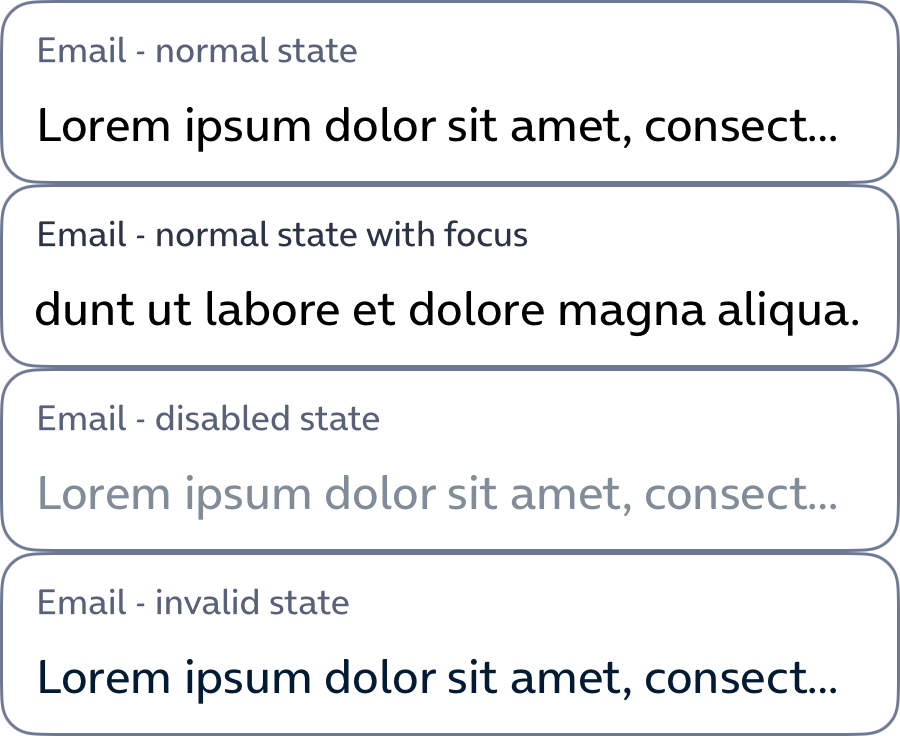 Email - normal state
Lorem ipsum dolor sit amet, consect...
Email - normal state with focus
dunt ut labore et dolore magna aliqua.
Email - disabled state
Lorem ipsum dolor sit amet, consect...
Email - invalid state
Lorem ipsum dolor sit amet, consect...